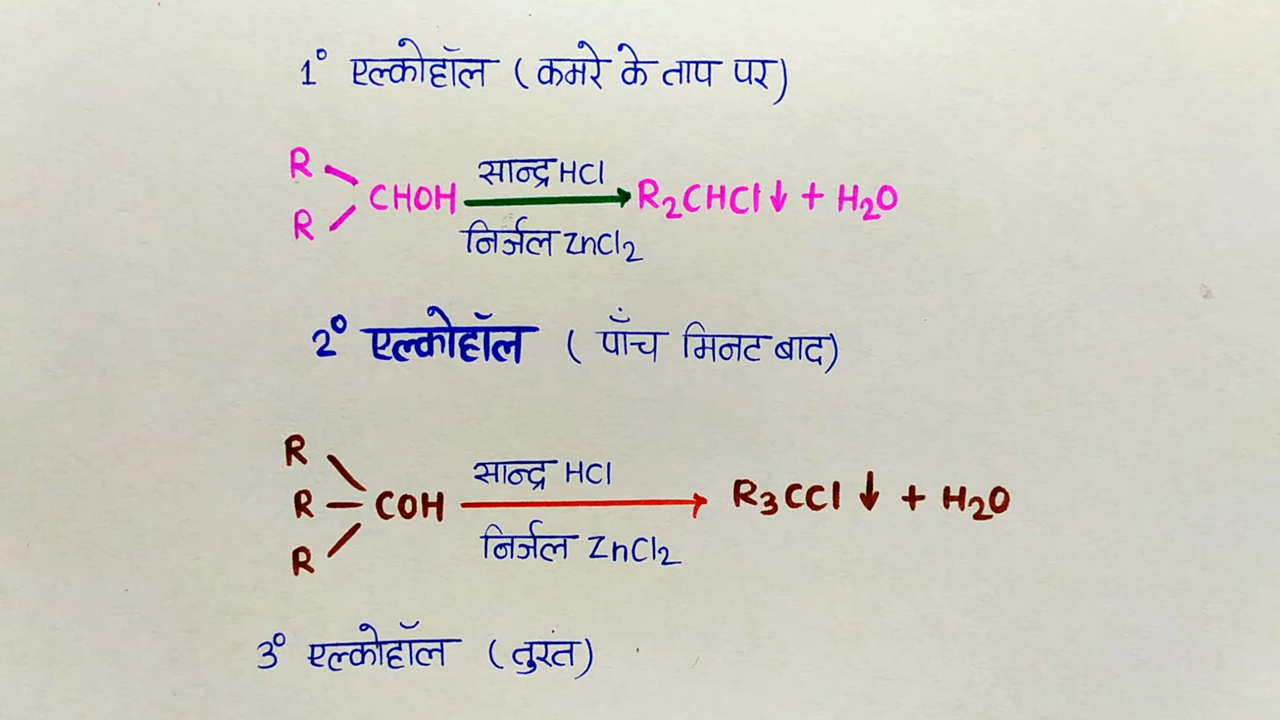 1° एल्कोहॉल (कमरे के ताप पर)
R
R
CHOH सान्द्र HCl निर्जल ZnCl₂ R₂CHCl↓ + H₂O
2° एल्कोहॉल (पाँच मिनट बाद)
R
R
R
COH सान्द्र HCl निर्जल ZnCl₂ R₃CCl↓ + H₂O
3° एल्कोहॉल (तुरंत)